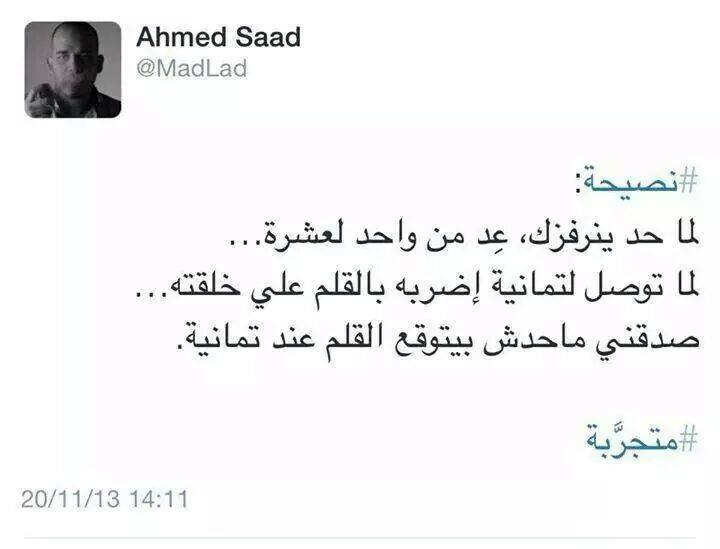 Ahmed Saad
@MadLad
#نصيحة:
لما حد ينرفزك، عِد من واحد لعشرة...
لما توصل لتمانية إضربه بالقلم علي خلقته...
صدقني ماحدش بيتوقع القلم عند تمانية.
#متجرَّبة
20/11/13 14:11